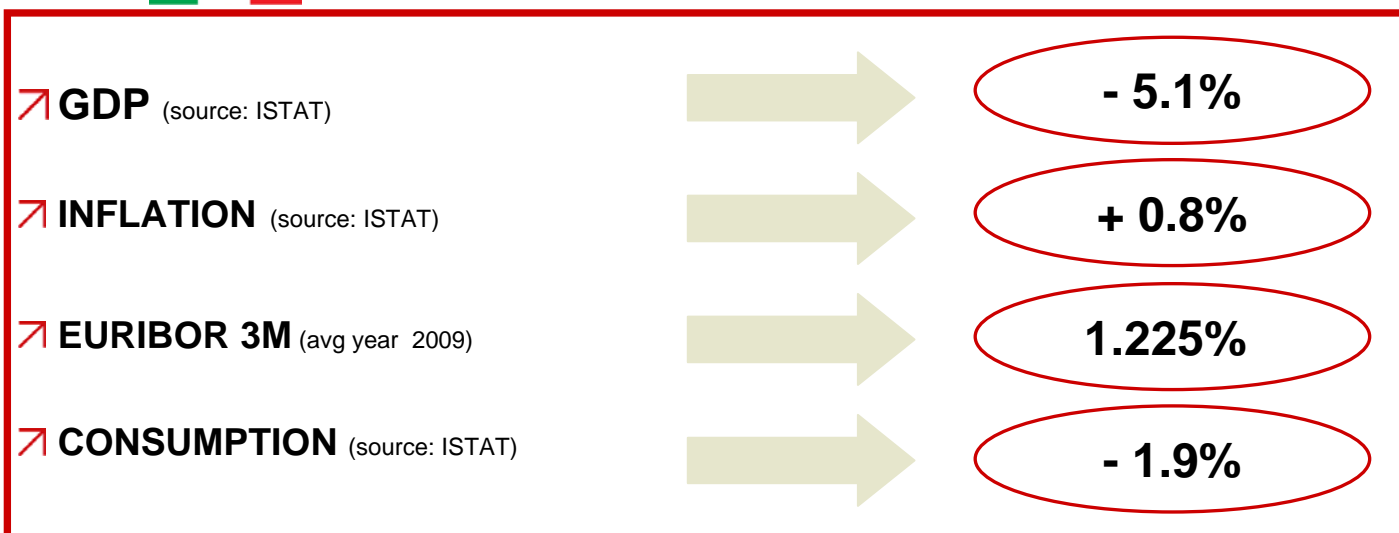 GDP (source: ISTAT) - 5.1%
INFLATION (source: ISTAT) + 0.8%
EURIBOR 3M (avg year 2009) 1.225%
CONSUMPTION (source: ISTAT) - 1.9%